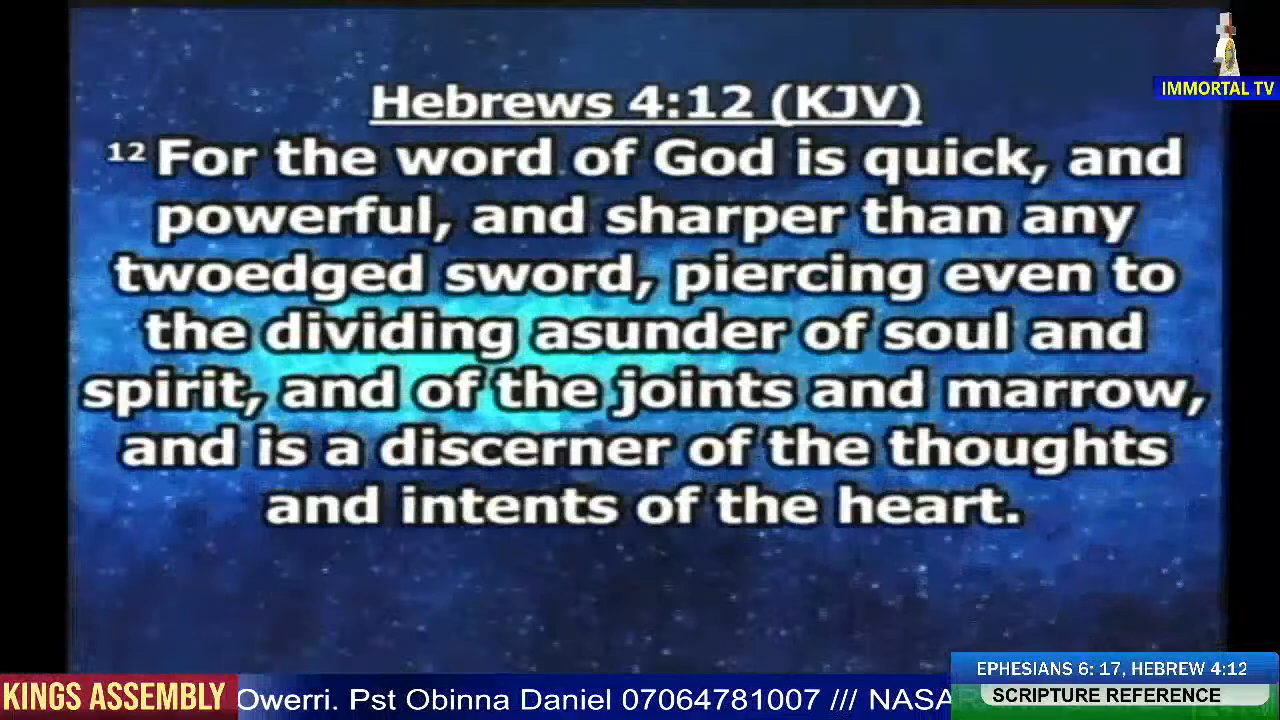 IMMORTAL TV
Hebrews 4:12 (KJV)
12 For the word of God is quick, and
powerful, and sharper than any
twoedged sword, piercing even to
the dividing asunder of soul and
spirit, and of the joints and marrow,
and is a discerner of the thoughts
and intents of the heart.
EPHESIANS 6: 17, HEBREW 4:12
SCRIPTURE REFERENCE
KINGS ASSEMBLY Owerri. Pst Obinna Daniel 07064781007 /// NASA